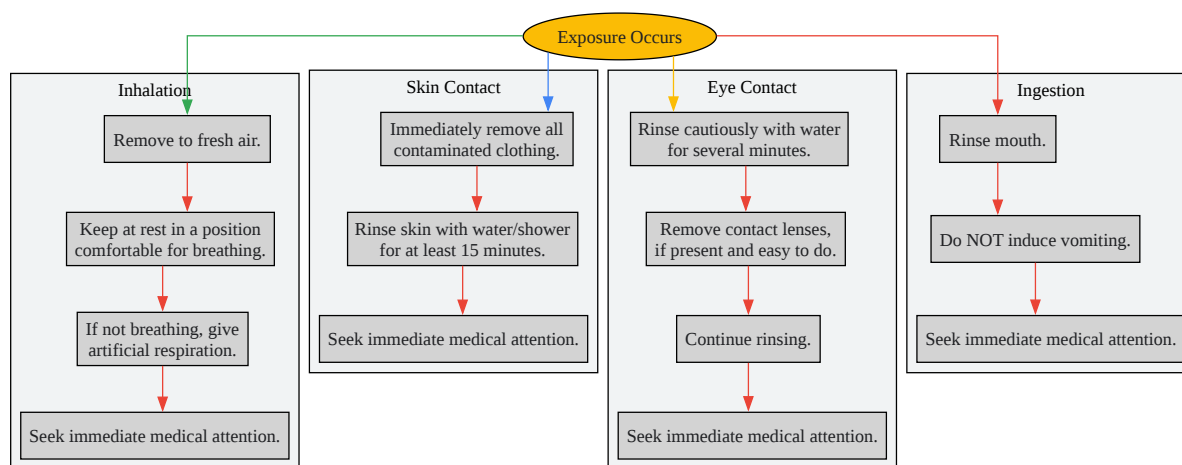 Exposure Occurs
Inhalation
Remove to fresh air.
Keep at rest in a position
comfortable for breathing.
If not breathing, give
artificial respiration.
Seek immediate medical attention.
Skin Contact
Immediately remove all
contaminated clothing.
Rinse skin with water/shower
for at least 15 minutes.
Seek immediate medical attention.
Eye Contact
Rinse cautiously with water
for several minutes.
Remove contact lenses,
if present and easy to do.
Continue rinsing.
Seek immediate medical attention.
Ingestion
Rinse mouth.
Do NOT induce vomiting.
Seek immediate medical attention.